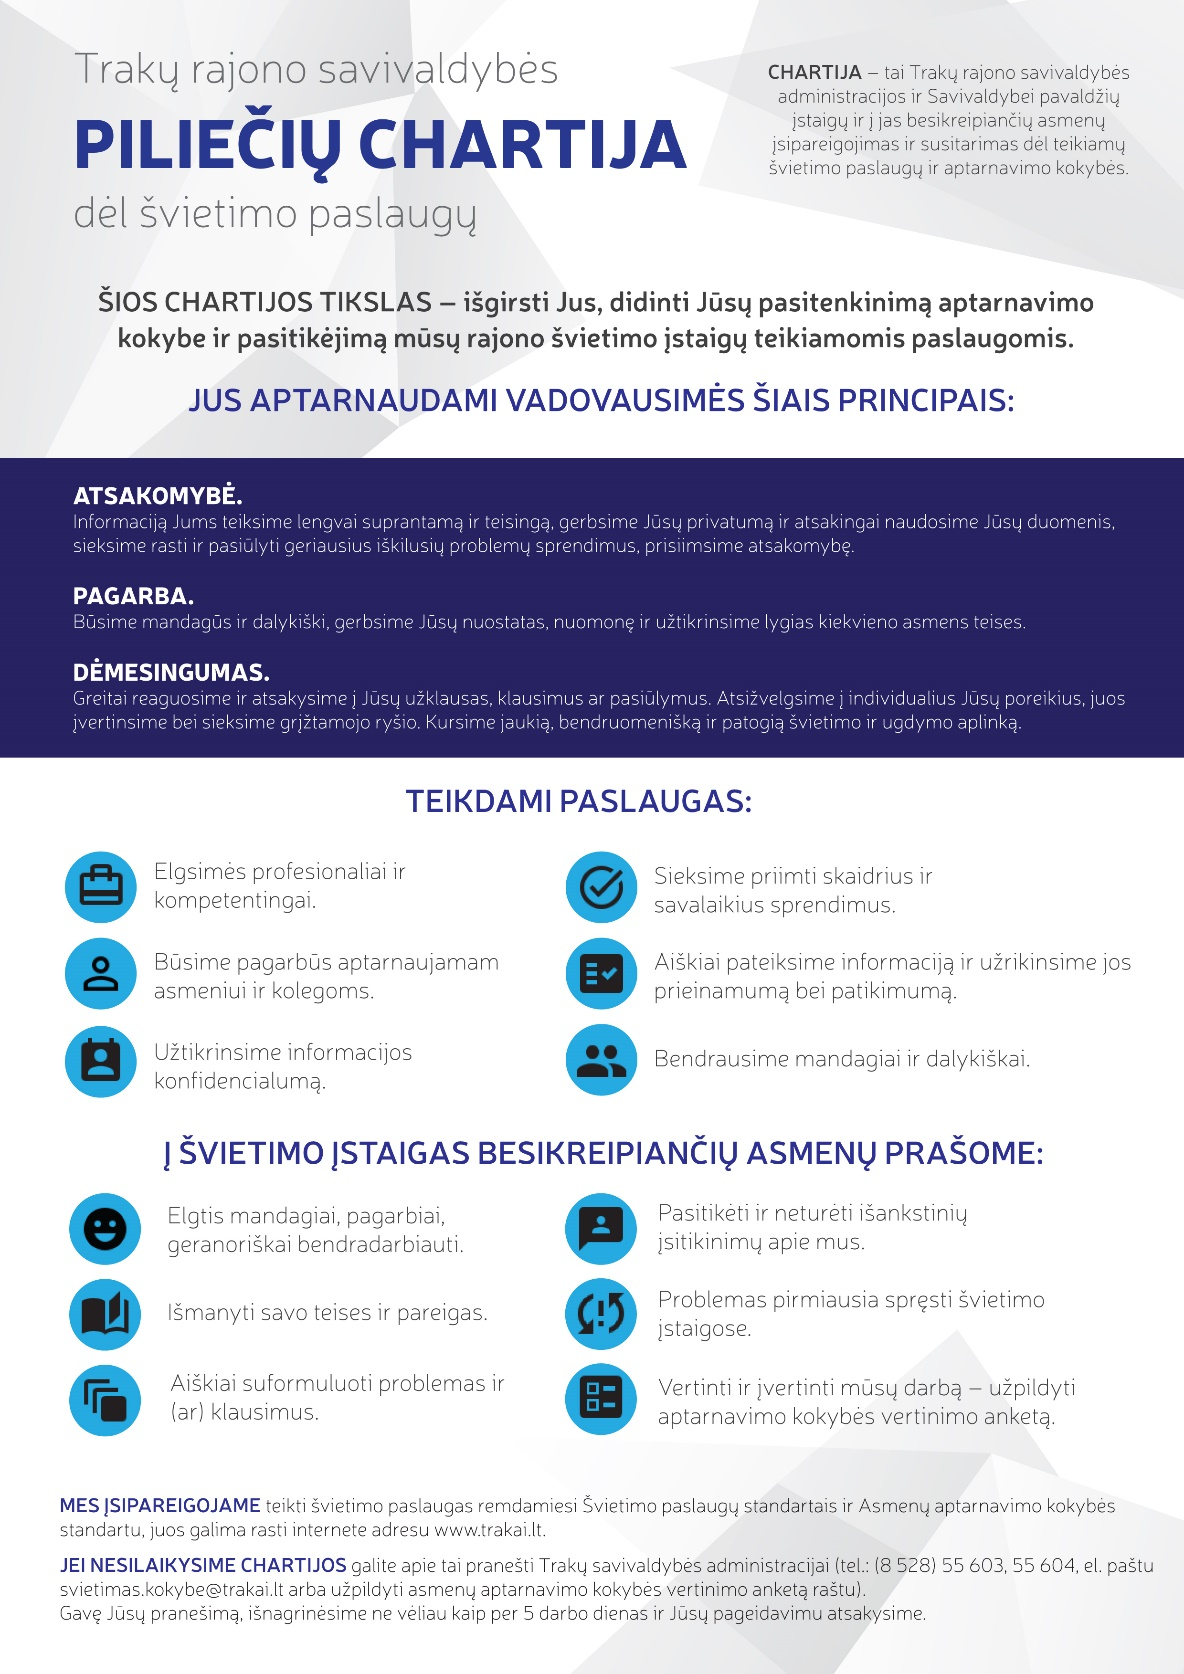 Trakų rajono savivaldybės
PILIEČIŲ CHARTIJA
dėl švietimo paslaugų
CHARTIJA – tai Trakų rajono savivaldybės
administracijos ir Savivaldybei pavaldžių
įstaigų ir į jas besikreipiančių asmenų
įsipareigojimas ir susitarimas dėl teikiamų
švietimo paslaugų ir aptarnavimo kokybės.
ŠIOS CHARTIJOS TIKSLAS – išgirsti Jus, didinti Jūsų pasitenkinimą aptarnavimo
kokybe ir pasitikėjimą mūsų rajono švietimo įstaigų teikiamomis paslaugomis.
JUS APTARNAUDAMI VADOVAUSIMĖS ŠIAIS PRINCIPAIS:
ATSAKOMYBĖ.
Informaciją Jums teiksime lengvai suprantamą ir teisingą, gerbsime Jūsų privatumą ir atsakingai naudosime Jūsų duomenis,
sieksime rasti ir pasiūlyti geriausius iškilusių problemų sprendimus, prisiimsime atsakomybę.
PAGARBA.
Būsime mandagūs ir dalykiški, gerbsime Jūsų nuostatas, nuomonę ir užtikrinsime lygias kiekvieno asmens teises.
DĖMESINGUMAS.
Greitai reaguosime ir atsakysime į Jūsų užklausas, klausimus ar pasiūlymus. Atsižvelgsime į individualius Jūsų poreikius, juos
įvertinsime bei sieksime grįžtamojo ryšio. Kursime jaukią, bendruomenišką ir patogią švietimo ir ugdymo aplinką.
TEIKDAMI PASLAUGAS:
Elgsimės profesionaliai ir
kompetentingai.
Būsime pagarbūs aptarnaujamam
asmeniui ir kolegoms.
Užtikrinsime informacijos
konfidencialumą.
Sieksime priimti skaidrius ir
savalaikius sprendimus.
Aiškiai pateiksime informaciją ir užrikinsime jos
prieinamumą bei patikimumą.
Bendrausime mandagiai ir dalykiškai.
Į ŠVIETIMO ĮSTAIGAS BESIKREIPIANČIŲ ASMENŲ PRAŠOME:
Elgtis mandagiai, pagarbiai,
geranoriškai bendradarbiauti.
Išmanyti savo teises ir pareigas.
Aiškiai suformuluoti problemas ir
(ar) klausimus.
Pasitikėti ir neturėti išankstinių
įsitikinimų apie mus.
Problemas pirmiausia spręsti švietimo
įstaigose.
Vertinti ir įvertinti mūsų darbą – užpildyti
aptarnavimo kokybės vertinimo anketą.
MES ĮSIPAREIGOJAME teikti švietimo paslaugas remdamiesi Švietimo paslaugų standartais ir Asmenų aptarnavimo kokybės
standartu, juos galima rasti internete adresu www.trakai.lt.
JEI NESILAIKYSIME CHARTIJOS galite apie tai pranešti Trakų savivaldybės administracijai (tel.: (8 528) 55 603, 55 604, el. paštu
svietimas.kokybe@trakai.lt arba užpildyti asmenų aptarnavimo kokybės vertinimo anketą raštu).
Gavę Jūsų pranešimą, išnagrinėsime ne vėliau kaip per 5 darbo dienas ir Jūsų pageidavimu atsakysime.